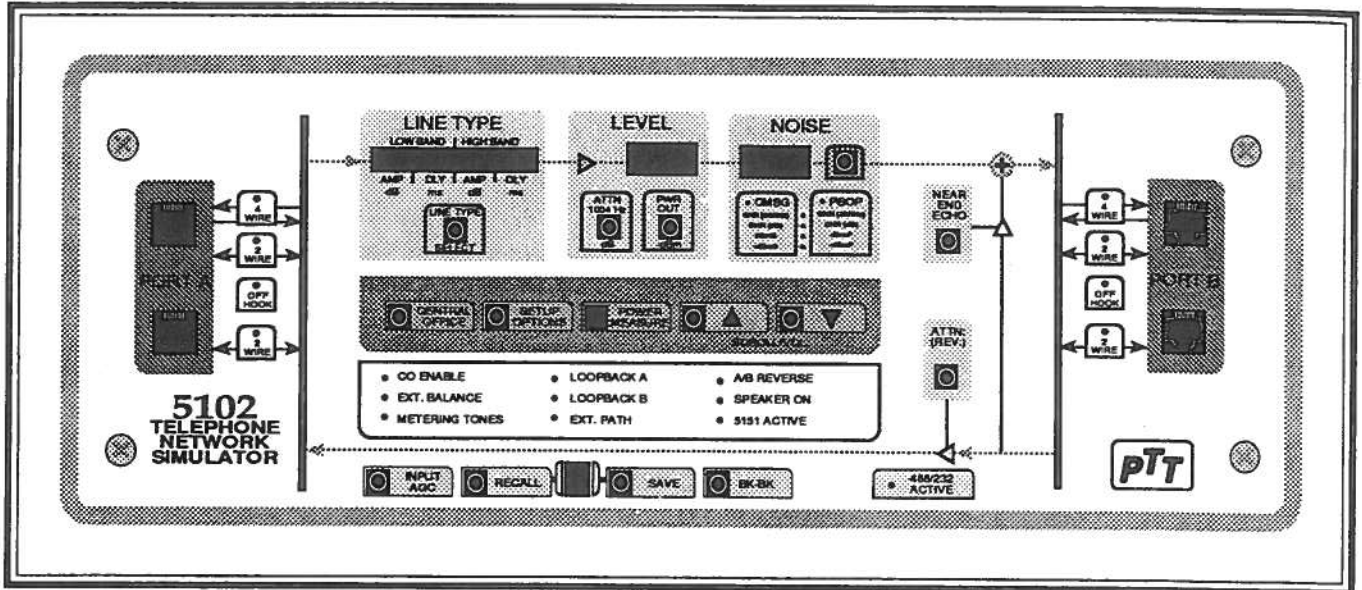 LINE TYPE
LOW BAND | HIGH BAND
AMP | DLY | AMP | DLY
dB ms dB ms
LINE TYPE
SELECT
LEVEL
ATTN
1004 Hz
dB
PWR
OUT
dBm
NOISE
CMSG
PSOP
NEAR
END
ECHO
4
WIRE
2
WIRE
OFF
HOOK
2
WIRE
PORT A
4
WIRE
2
WIRE
OFF
HOOK
2
WIRE
PORT B
CENTRAL
OFFICE
SETUP
OPTIONS
POWER
MEASURE
ATTN:
(REV.)
CO ENABLE
EXT. BALANCE
METERING TONES
LOOPBACK A
LOOPBACK B
EXT. PATH
A/B REVERSE
SPEAKER ON
5151 ACTIVE
5102
TELEPHONE
NETWORK
SIMULATOR
INPUT
AGC
RECALL
SAVE
BK-BK
488/232
ACTIVE
PTT